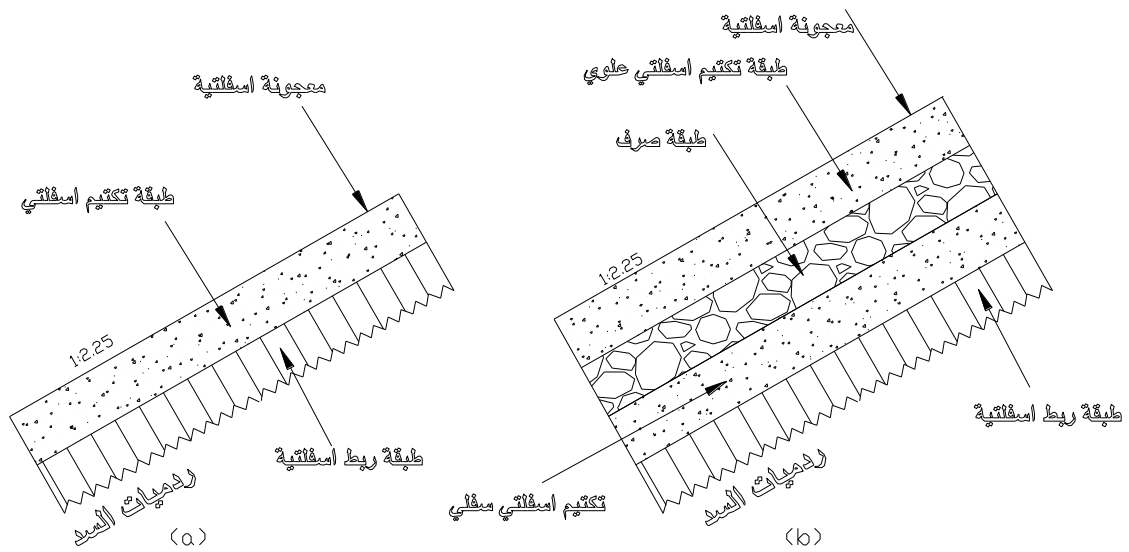 معجونة اسفلتية
طبقة تكتيم اسفلتي
1:2.25
طبقة ربط اسفلتية
ردميات السد
(a)
معجونة اسفلتية
طبقة تكتيم اسفلتي علوي
طبقة صرف
1:2.25
طبقة ربط اسفلتية
تكتيم اسفلتي سفلي
ردميات السد
(b)